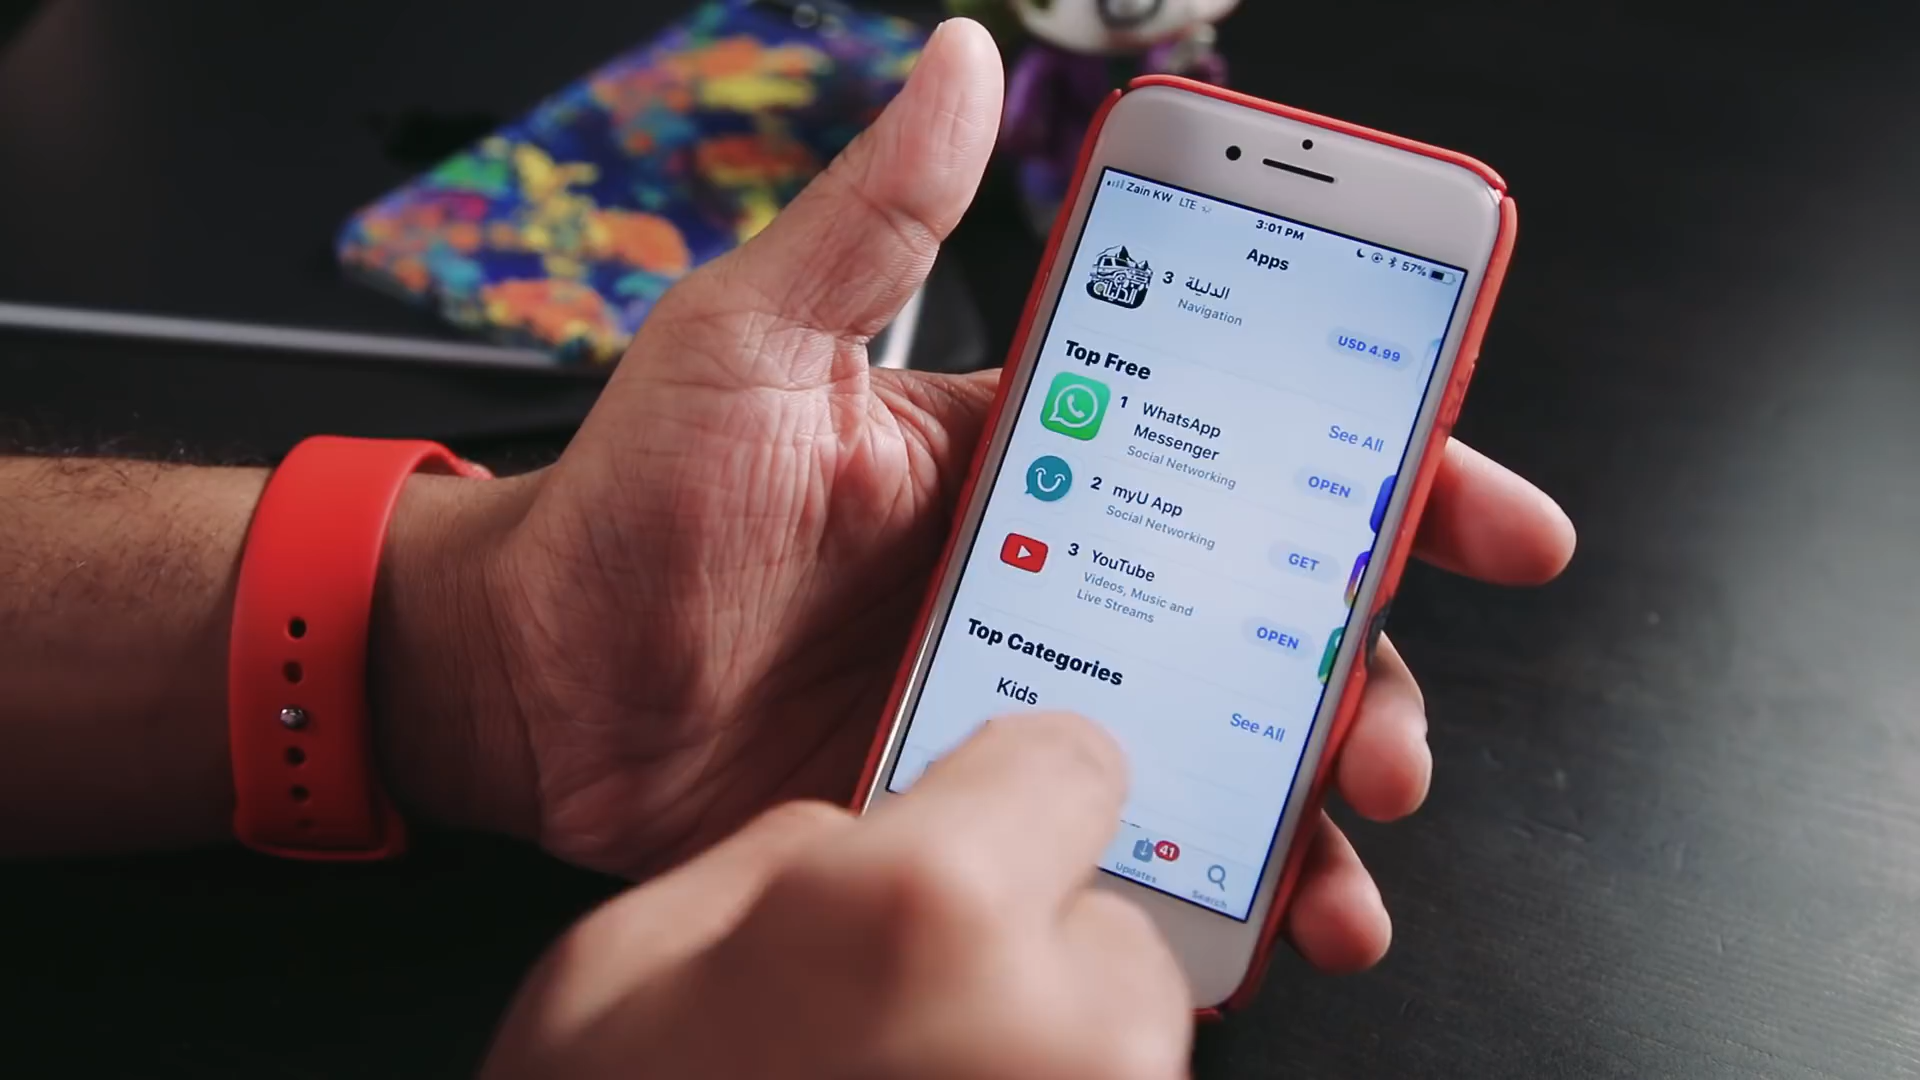 Zain KW LTE
3:01 PM
57%
Apps
3 الدليلة
Navigation
USD 4.99
Top Free
See All
1 WhatsApp
Messenger
Social Networking
OPEN
2 myU App
Social Networking
GET
3 YouTube
Videos, Music and
Live Streams
OPEN
Top Categories
See All
Kids
41
Updates
Search